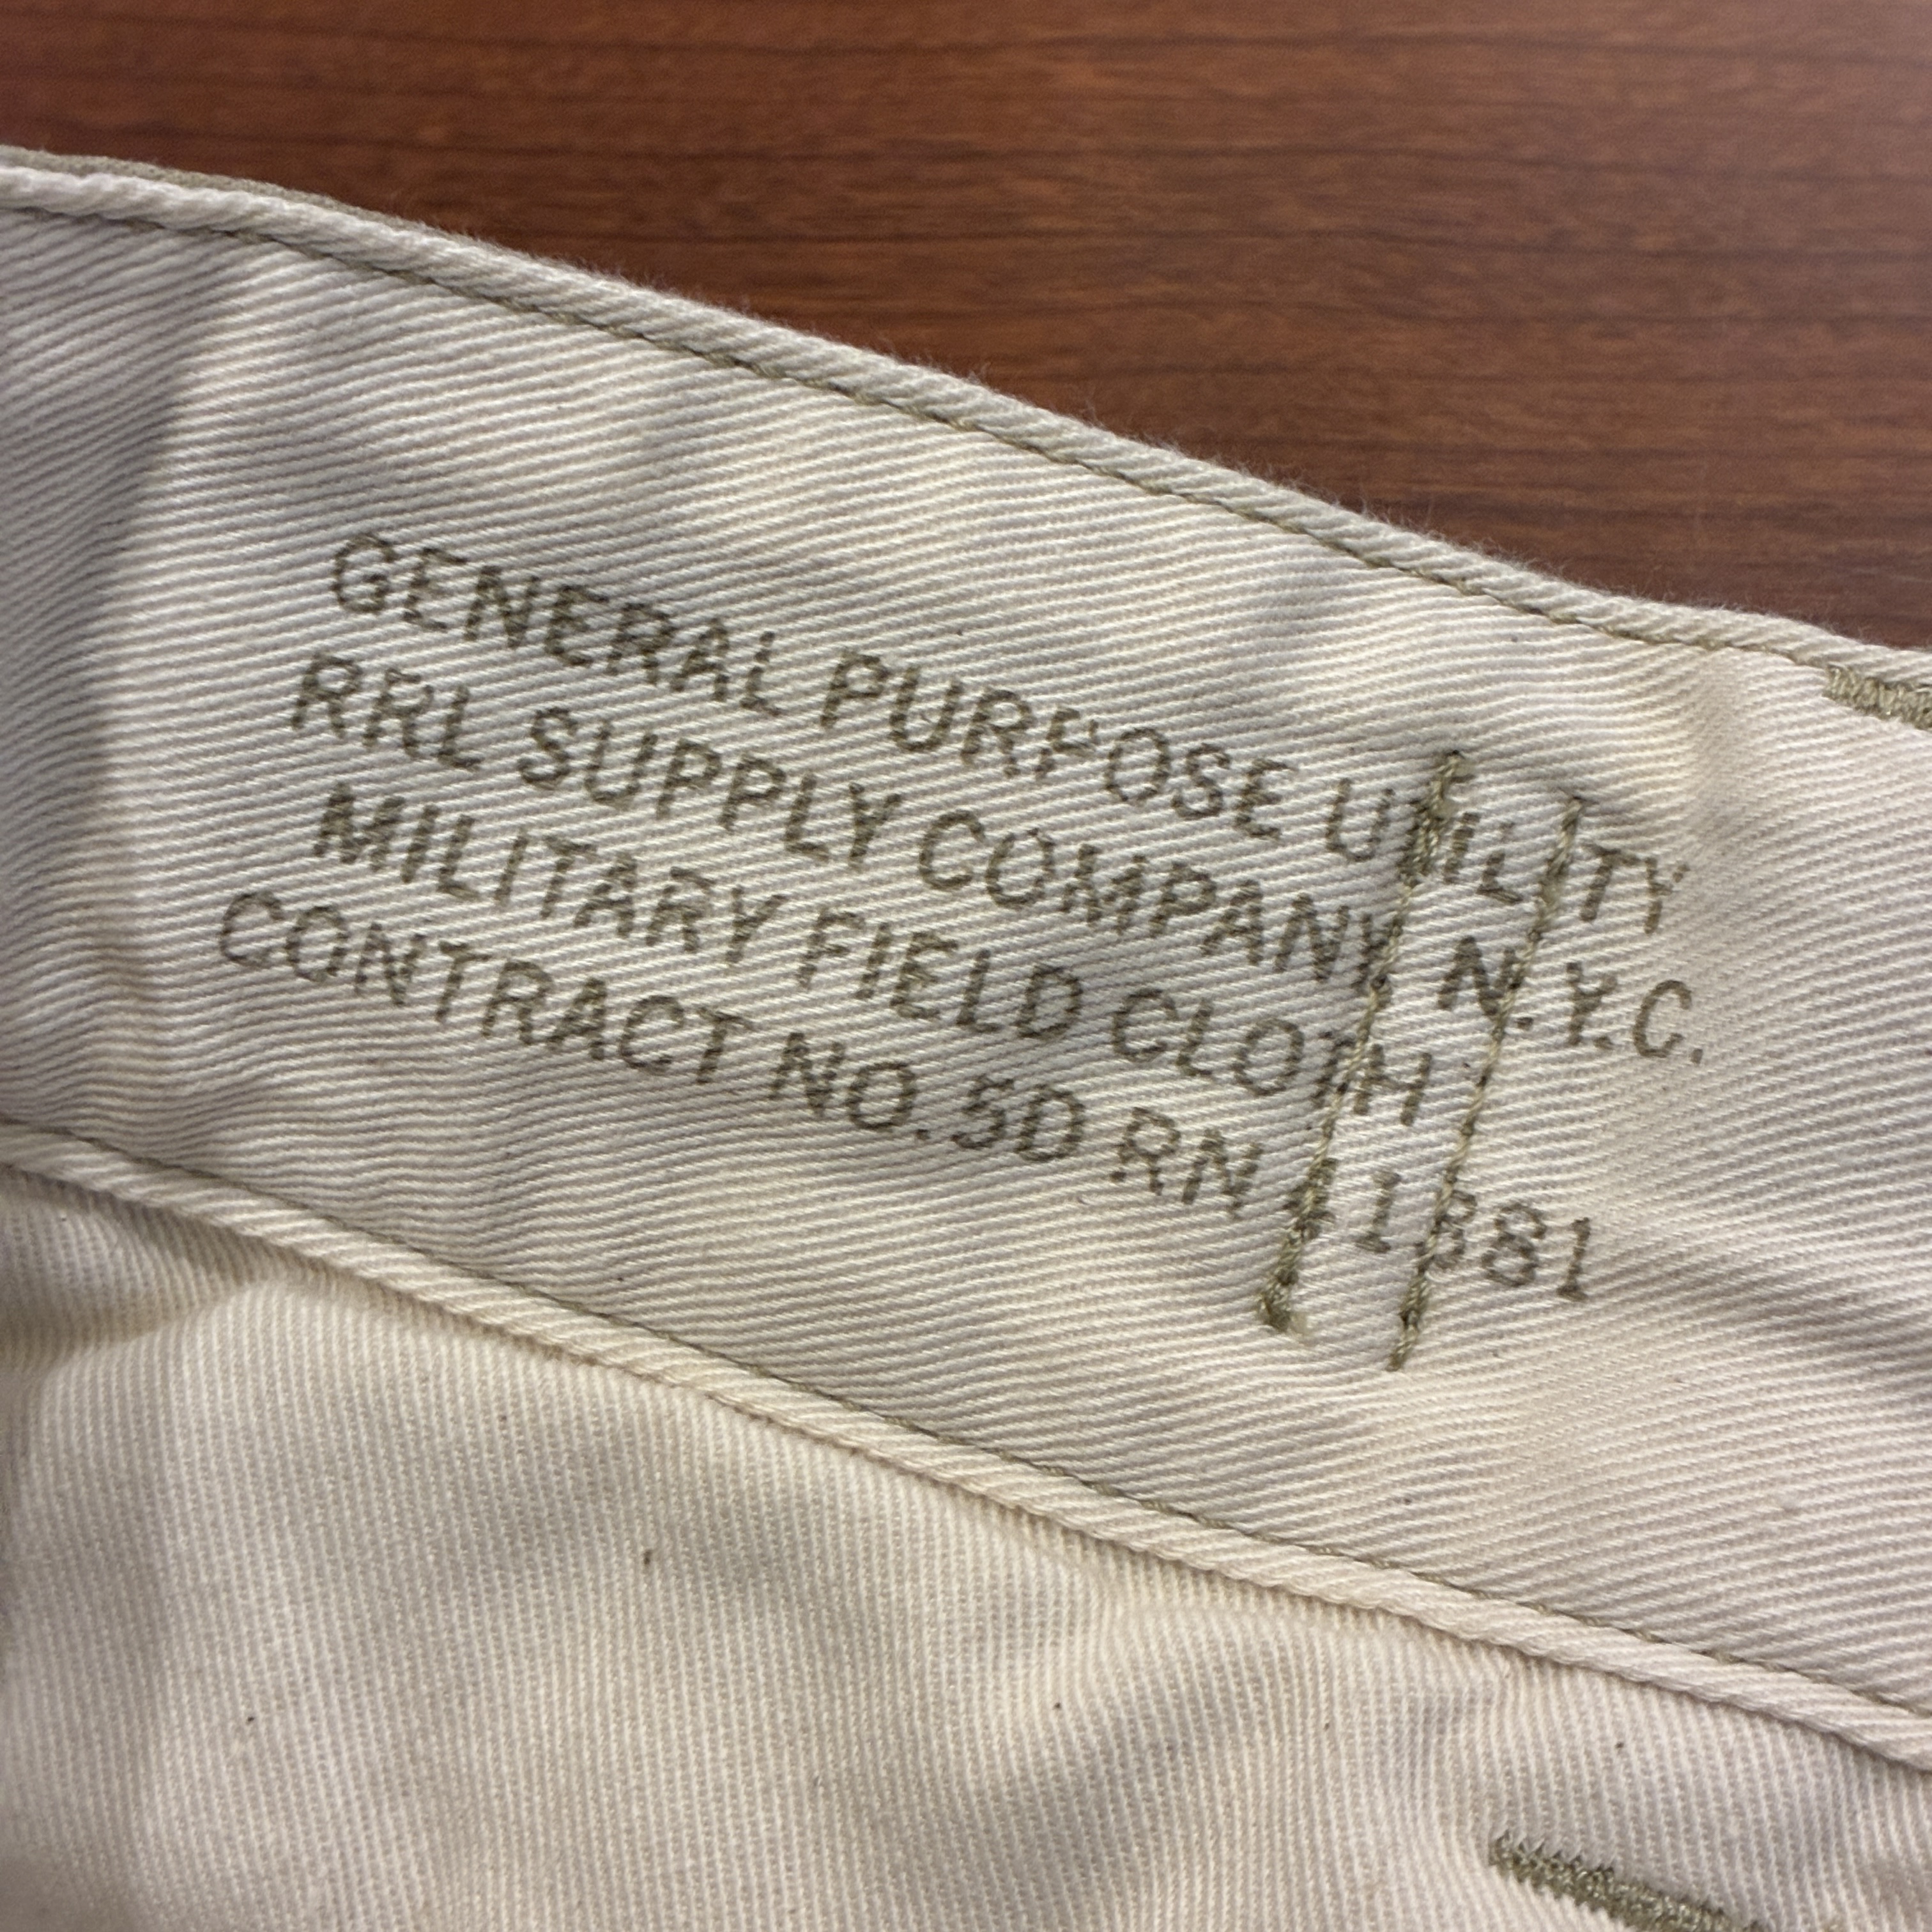 GENERAL PURPOSE UTILITY
RRL SUPPLY COMPANY N.Y.C.
MILITARY FIELD CLOTH
CONTRACT NO. 5D RN 41381